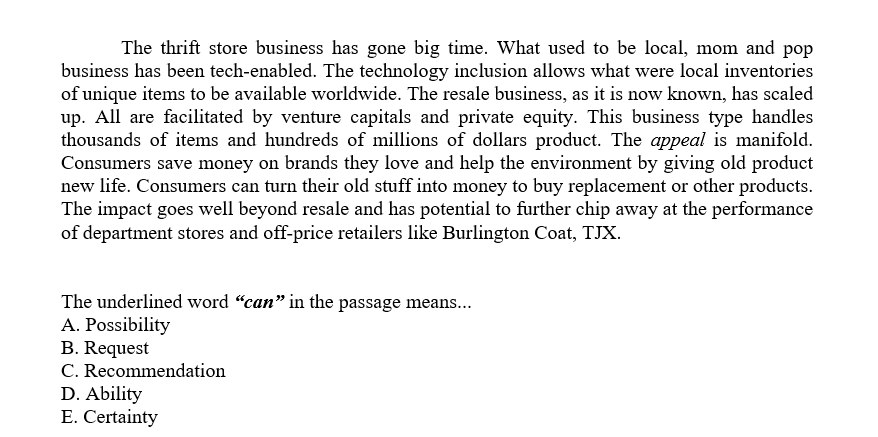 The thrift store business has gone big time. What used to be local, mom and pop
business has been tech-enabled. The technology inclusion allows what were local inventories
of unique items to be available worldwide. The resale business, as it is now known, has scaled
up. All are facilitated by venture capitals and private equity. This business type handles
thousands of items and hundreds of millions of dollars product. The appeal is manifold.
Consumers save money on brands they love and help the environment by giving old product
new life. Consumers can turn their old stuff into money to buy replacement or other products.
The impact goes well beyond resale and has potential to further chip away at the performance
of department stores and off-price retailers like Burlington Coat, TJX.
The underlined word “can” in the passage means...
A. Possibility
B. Request
C. Recommendation
D. Ability
E. Certainty